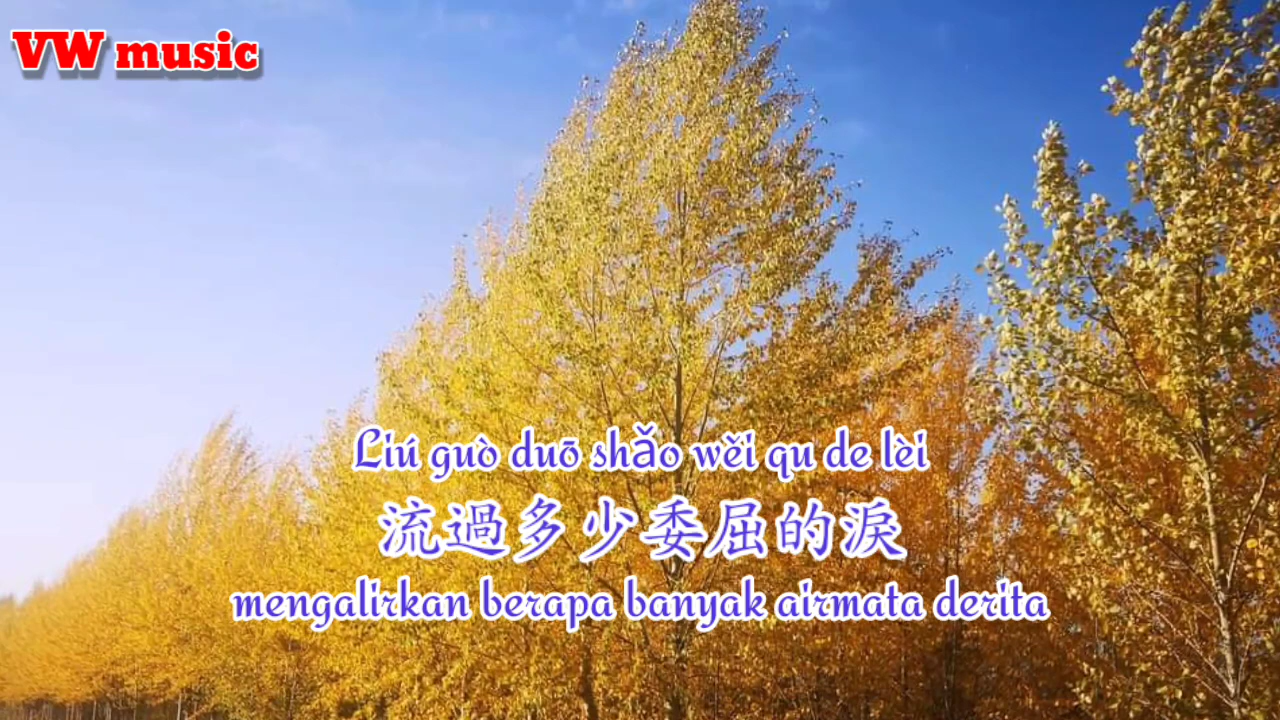 VW music
Liú guò duō shǎo wěi qu de lèi
流過多少委屈的淚
mengalirkan berapa banyak airmata derita